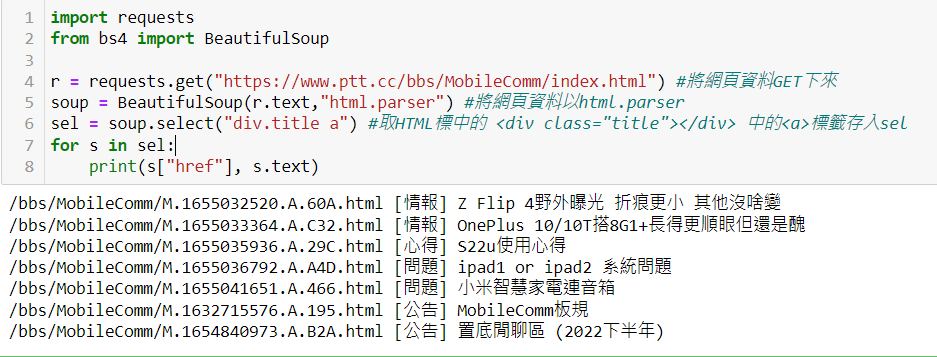 1 import requests
2 from bs4 import BeautifulSoup
3
4 r = requests.get("https://www.ptt.cc/bbs/MobileComm/index.html") #將網頁資料GET下來
5 soup = BeautifulSoup(r.text,"html.parser") #將網頁資料以html.parser
6 sel = soup.select("div.title a") #取HTML標中的 <div class="title"></div> 中的<a>標籤存入sel
7 for s in sel:
8     print(s["href"], s.text)
/bbs/MobileComm/M.1655032520.A.60A.html [情報] Z Flip 4野外曝光 折痕更小 其他沒啥變
/bbs/MobileComm/M.1655033364.A.C32.html [情報] OnePlus 10/10T搭8G1+長得更順眼但還是醜
/bbs/MobileComm/M.1655035936.A.29C.html [心得] S22u使用心得
/bbs/MobileComm/M.1655036792.A.A4D.html [問題] ipad1 or ipad2 系統問題
/bbs/MobileComm/M.1655041651.A.466.html [問題] 小米智慧家電連音箱
/bbs/MobileComm/M.1632715576.A.195.html [公告] MobileComm板規
/bbs/MobileComm/M.1654840973.A.B2A.html [公告] 置底閒聊區 (2022下半年)